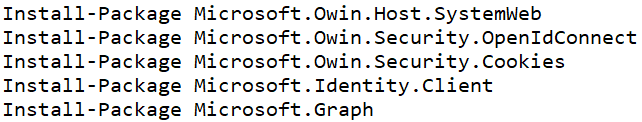 Install-Package Microsoft.Owin.Host.SystemWeb
Install-Package Microsoft.Owin.Security.OpenIdConnect
Install-Package Microsoft.Owin.Security.Cookies
Install-Package Microsoft.Identity.Client
Install-Package Microsoft.Graph